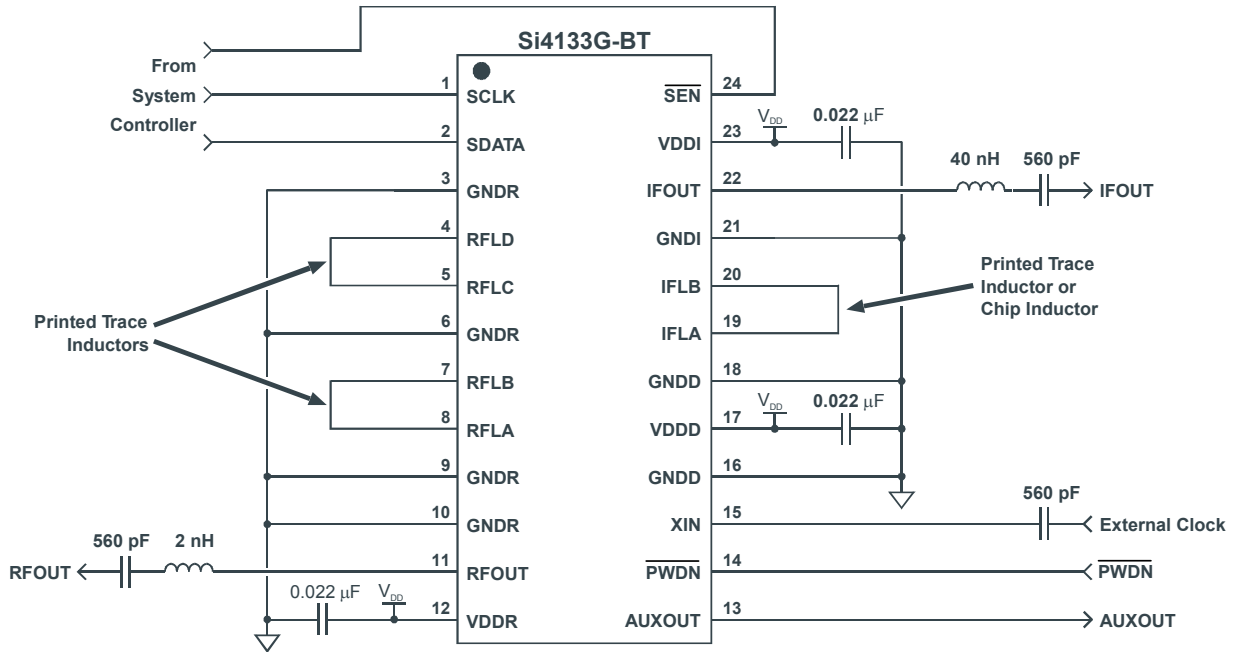 Si4133G-BT
From
System
Controller
1
SCLK
2
SDATA
3
GNDR
4
RFLD
5
RFLC
6
GNDR
7
RFLB
8
RFLA
9
GNDR
10
GNDR
11
RFOUT
12
VDDR
24
SEN
23
VDDI
22
IFOUT
21
GNDI
20
IFLB
19
IFLA
18
GNDD
17
VDDD
16
GNDD
15
XIN
14
PWDN
13
AUXOUT
Printed Trace
Inductors
560 pF
2 nH
RFOUT
0.022 μF
VDD
VDD
0.022 μF
40 nH
560 pF
IFOUT
Printed Trace
Inductor or
Chip Inductor
VDD
0.022 μF
560 pF
External Clock
PWDN
AUXOUT